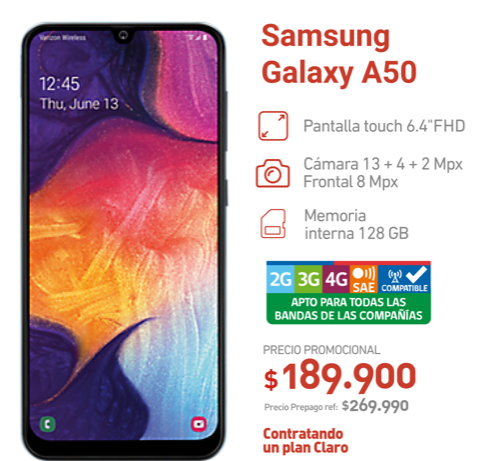 Verizon Wireless
12:45
Thu, June 13
Samsung
Galaxy A50
Pantalla touch 6.4"FHD
Cámara 13 + 4 + 2 Mpx
Frontal 8 Mpx
Memoria
interna 128 GB
2G 3G 4G SAE COMPATIBLE
APTO PARA TODAS LAS
BANDAS DE LAS COMPAÑÍAS
PRECIO PROMOCIONAL
$189.900
Precio Prepago ref: $269.990
Contratando
un plan Claro